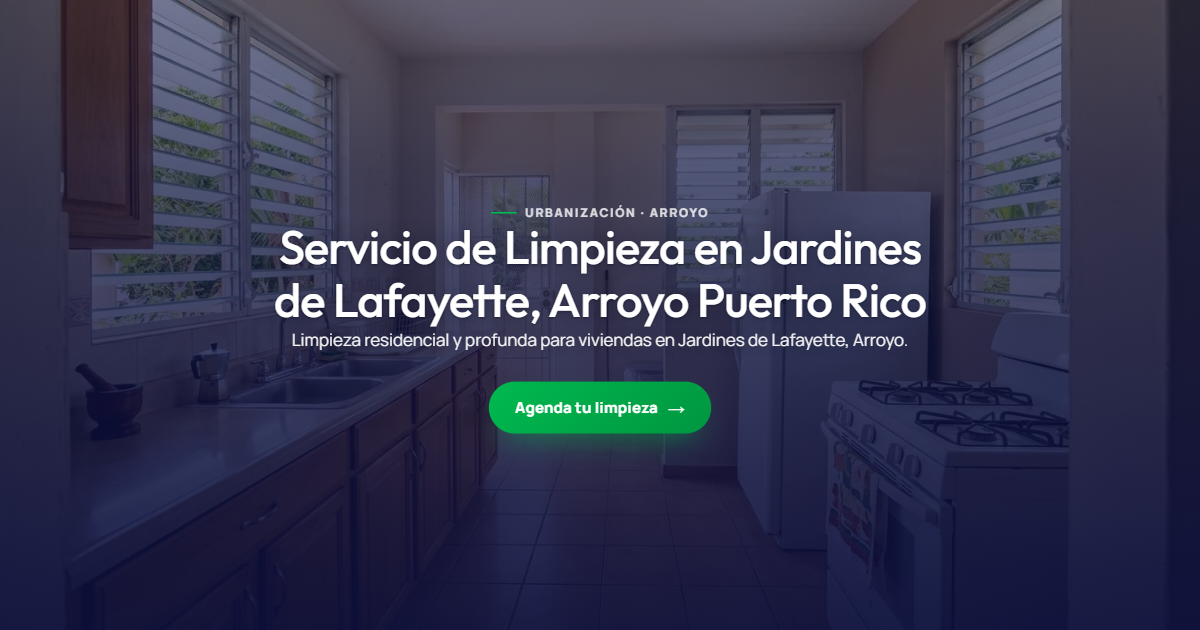 URBANIZACIÓN · ARROYO
Servicio de Limpieza en Jardines
de Lafayette, Arroyo Puerto Rico
Limpieza residencial y profunda para viviendas en Jardines de Lafayette, Arroyo.
Agenda tu limpieza →